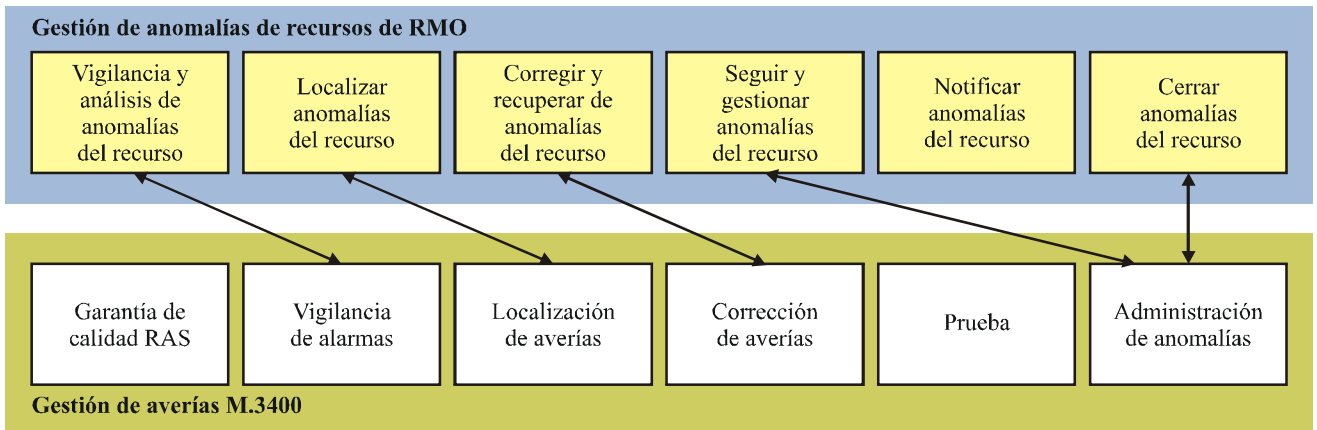 Gestión de anomalías de recursos de RMO
Vigilancia y
análisis de
anomalías
del recurso
Localizar
anomalías
del recurso
Corregir y
recuperar de
anomalías
del recurso
Seguir y
gestionar
anomalías
del recurso
Notificar
anomalías
del recurso
Cerrar
anomalías
del recurso
Garantía de
calidad RAS
Vigilancia
de alarmas
Localización
de averías
Corrección
de averías
Prueba
Administración
de anomalías
Gestión de averías M.3400